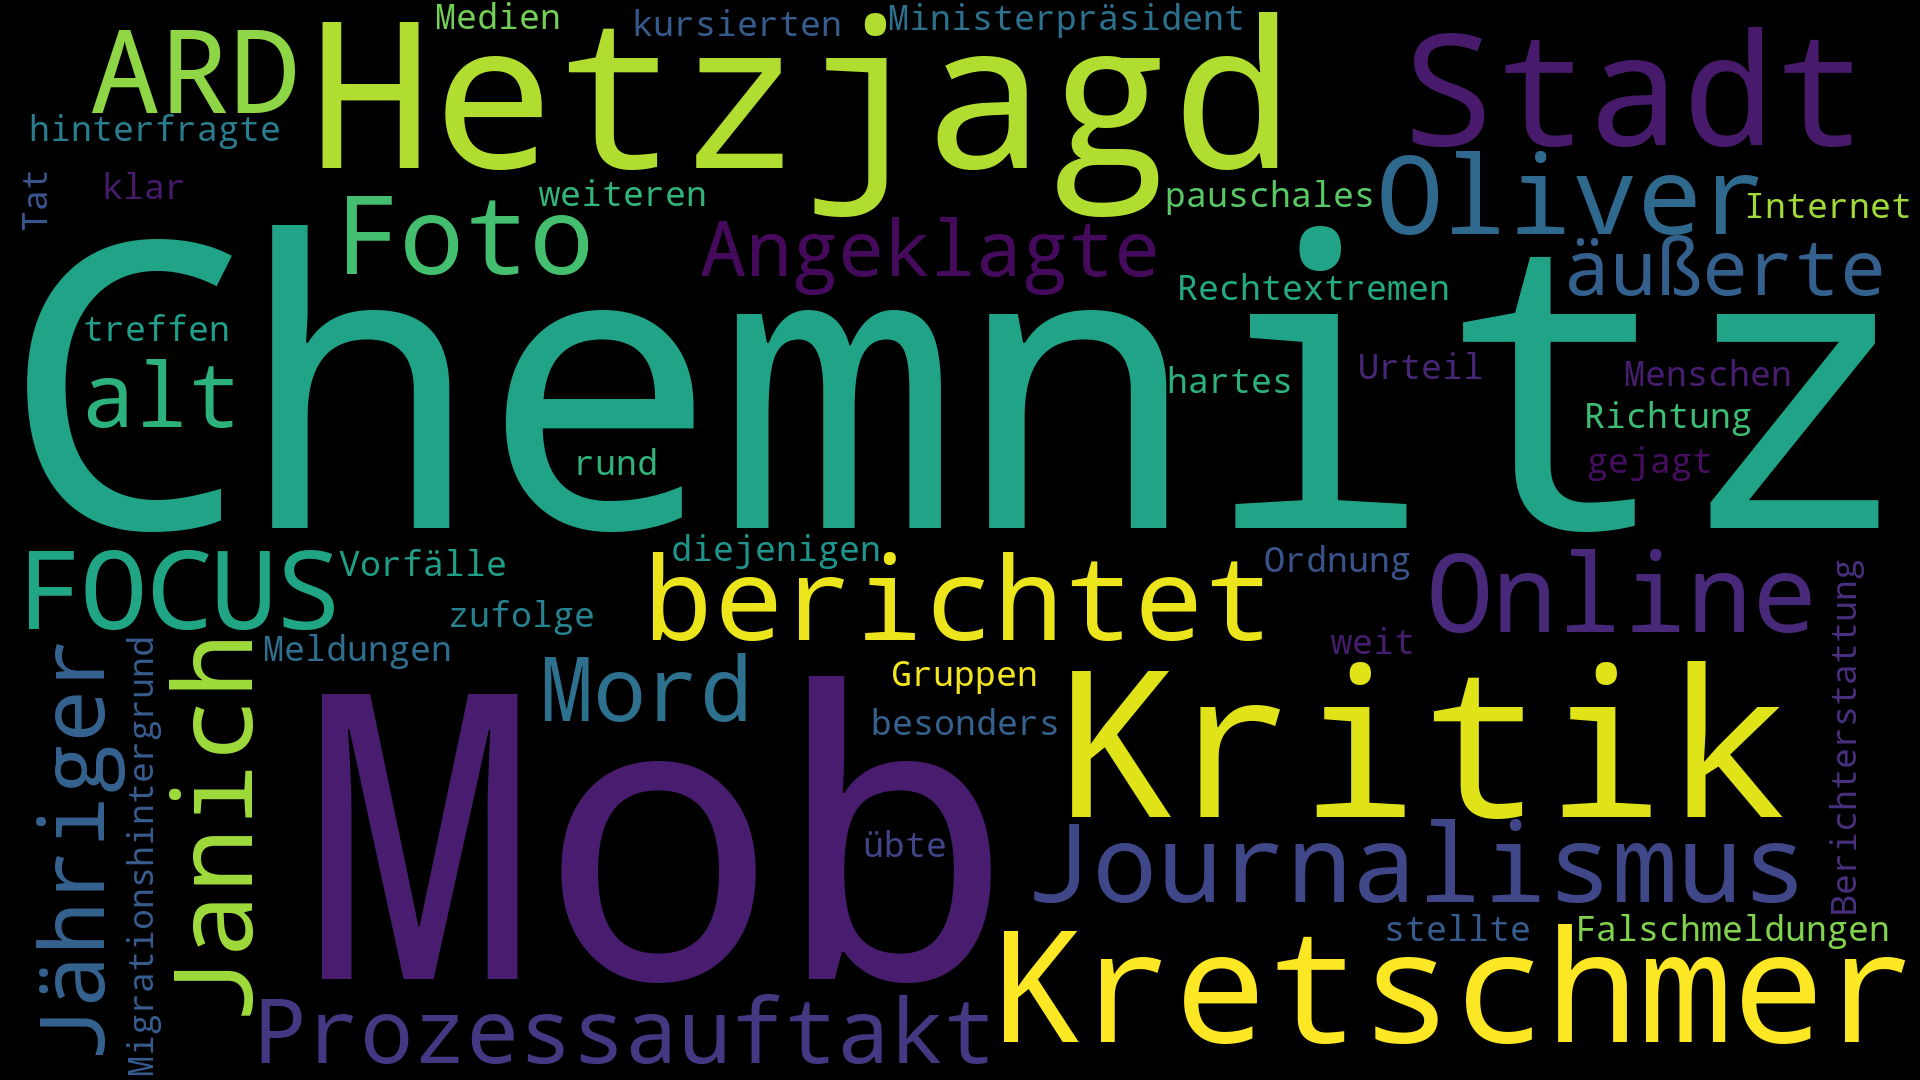 Medien
kursierten
Ministerpräsident
ARD
Hetzjagd
Stadt
hinterfragte
Tat
klar
Foto
weiteren
pauschales
Oliver
Internet
Angeklagte
äußerte
Rechtextremen
Chemnitz
treffen
alt
hartes
Urteil
Menschen
Richtung
rund
gejagt
FOCUS
Vorfälle
diejenigen
berichtet
Ordnung
Online
zufolge
Meldungen
weit
Jähriger
Migrationshintergrund
Janich
Mord
Gruppen
besonders
Kritik
Berichterstattung
Mob
übte
Journalismus
stellte
Falschmeldungen
Kretschmer
Prozessauftakt